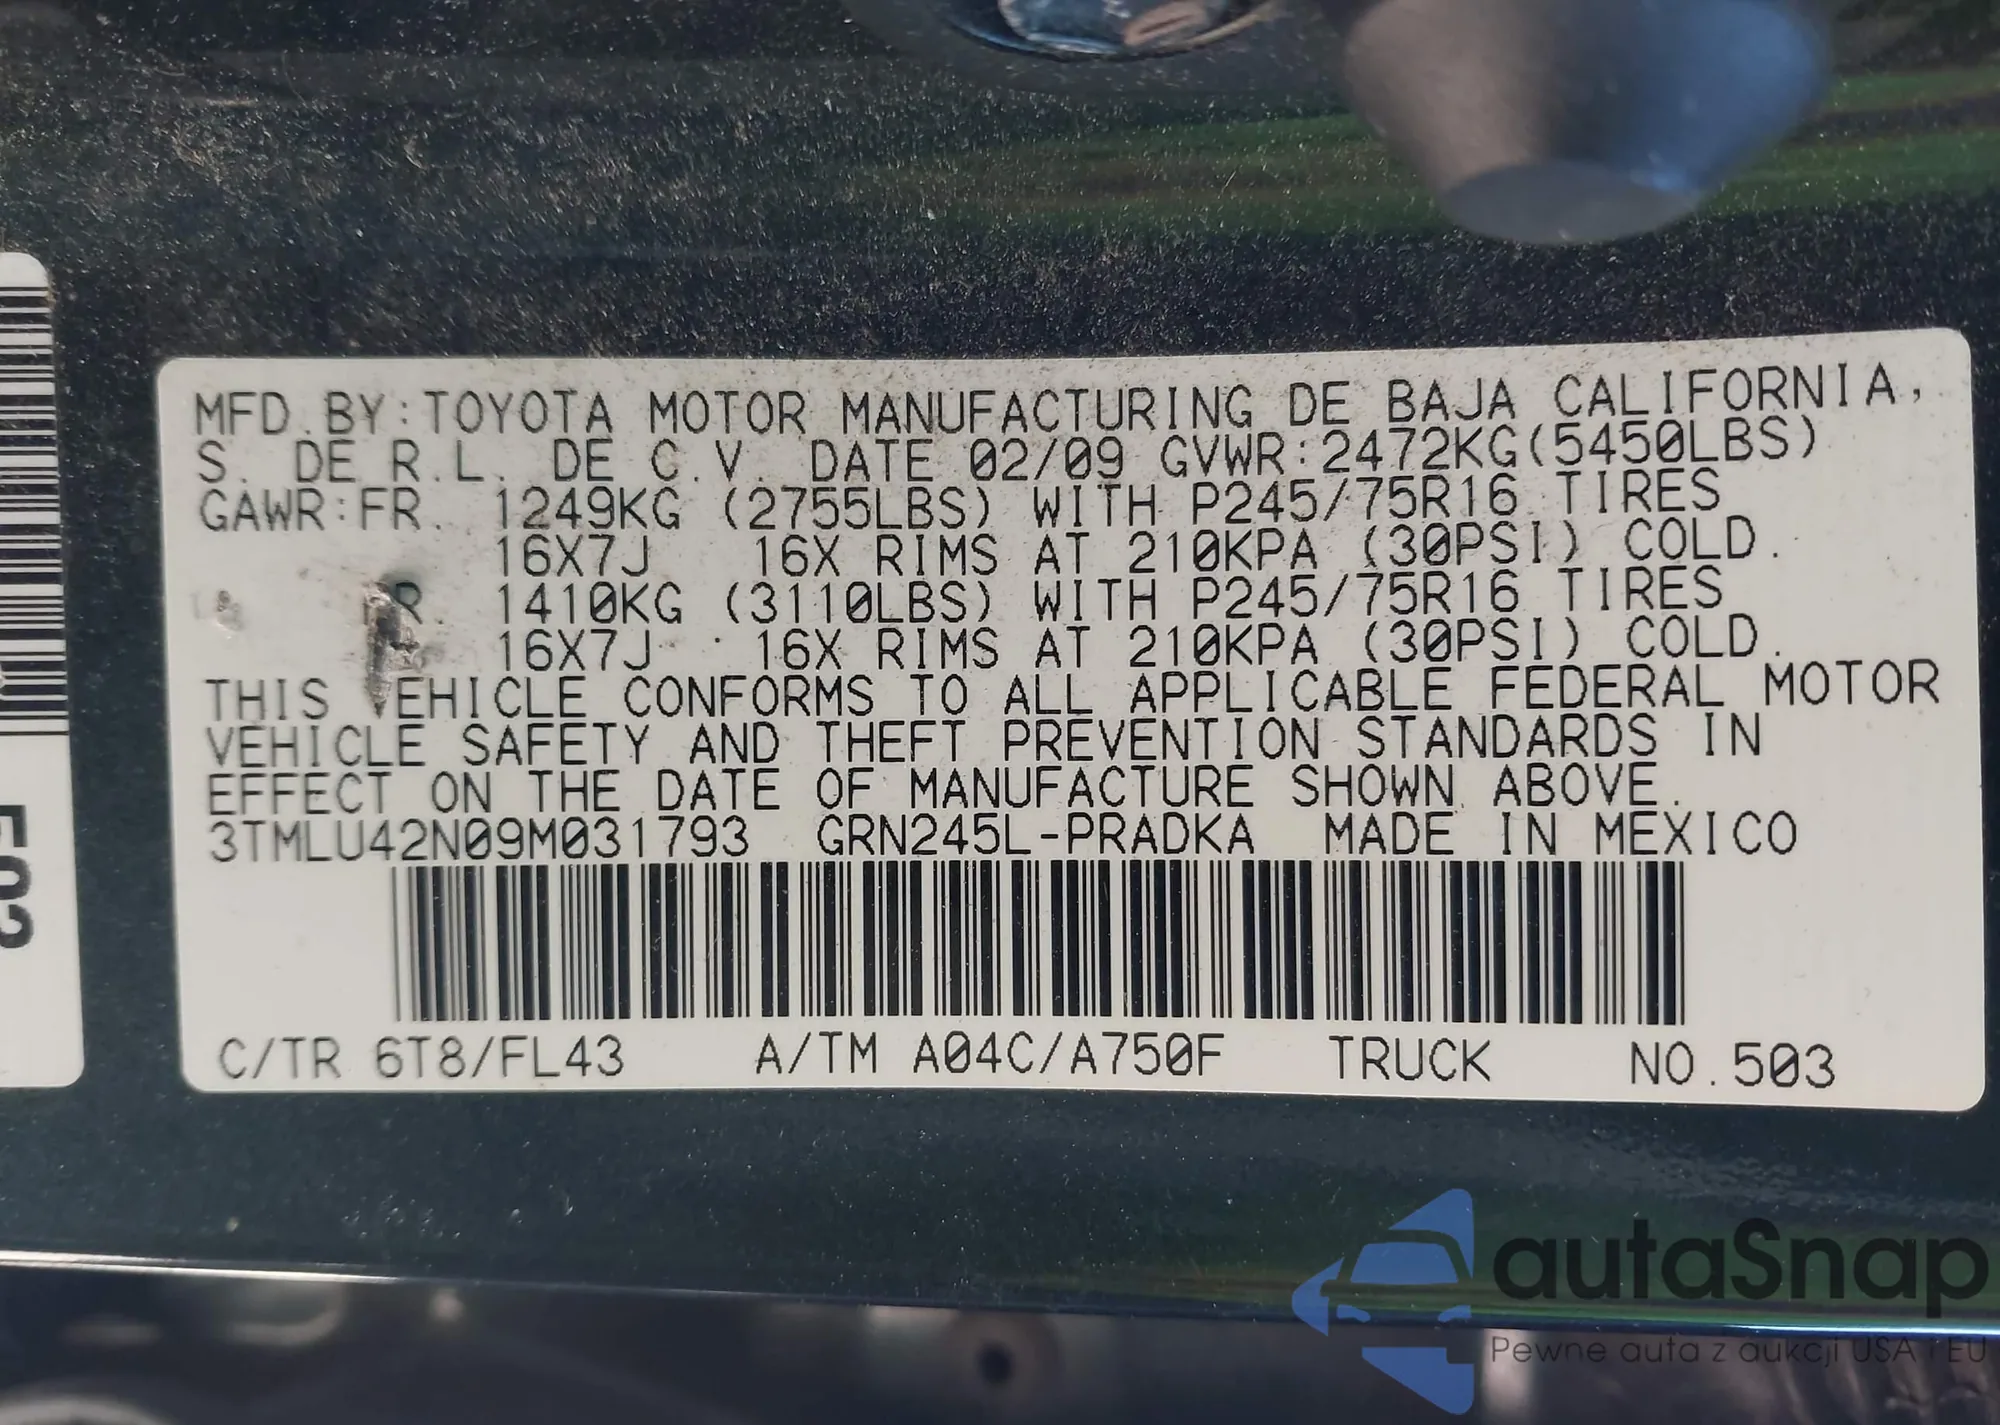 MFD.BY:TOYOTA MOTOR MANUFACTURING DE BAJA CALIFORNIA,
S. DE R.L. DE C.V. DATE 02/09 GVWR:2472KG(5450LBS)
GAWR:FR. 1249KG (2755LBS) WITH P245/75R16 TIRES
16X7J 16X RIMS AT 210KPA (30PSI) COLD.
RR. 1410KG (3110LBS) WITH P245/75R16 TIRES
16X7J 16X RIMS AT 210KPA (30PSI) COLD.
THIS VEHICLE CONFORMS TO ALL APPLICABLE FEDERAL MOTOR
VEHICLE SAFETY AND THEFT PREVENTION STANDARDS IN
EFFECT ON THE DATE OF MANUFACTURE SHOWN ABOVE.
3TMLU42N09M031793 GRN245L-PRADKA MADE IN MEXICO
C/TR 6T8/FL43 A/TM A04C/A750F TRUCK NO.503
autaSnap
Pewne auta z aukcji USA i EU